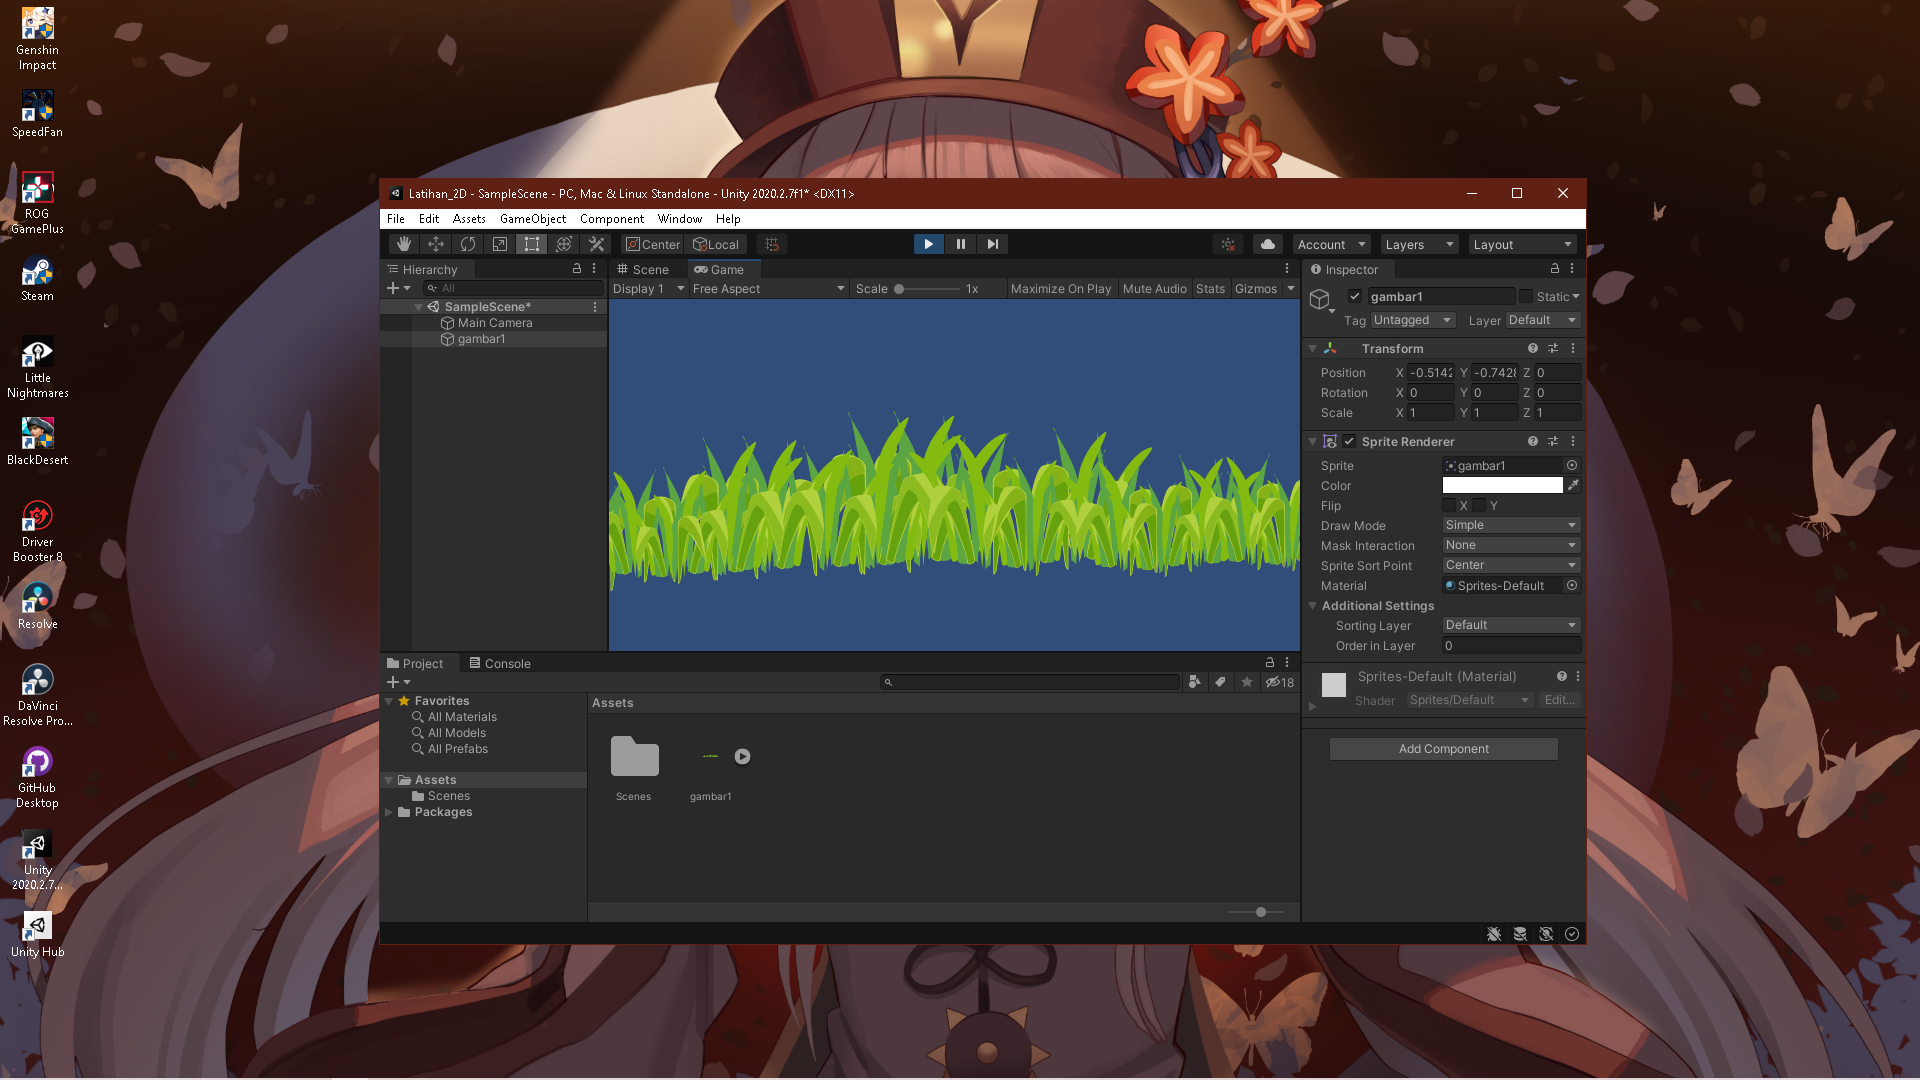 Genshin
Impact
SpeedFan
ROG
GamePlus
Steam
Little
Nightmares
BlackDesert
Driver
Booster 8
Resolve
DaVinci
Resolve Pro...
GitHub
Desktop
Unity
2020.2.7...
Unity Hub
Latihan_2D - SampleScene - PC, Mac & Linux Standalone - Unity 2020.2.7f1* <DX11>
File Edit Assets GameObject Component Window Help
Center Local Account Layers Layout
Hierarchy
All
SampleScene*
Main Camera
gambar1
Scene Game
Display 1 Free Aspect Scale 1x Maximize On Play Mute Audio Stats Gizmos
Inspector
gambar1 Static
Tag Untagged Layer Default
Transform
Position X -0.5142 Y -0.7428 Z 0
Rotation X 0 Y 0 Z 0
Scale X 1 Y 1 Z 1
Sprite Renderer
Sprite gambar1
Color
Flip X Y
Draw Mode Simple
Mask Interaction None
Sprite Sort Point Center
Material Sprites-Default
Additional Settings
Sorting Layer Default
Order in Layer 0
Sprites-Default (Material)
Shader Sprites/Default Edit...
Add Component
Project Console
18
Favorites
All Materials
All Models
All Prefabs
Assets
Scenes
Packages
Assets
Scenes gambar1